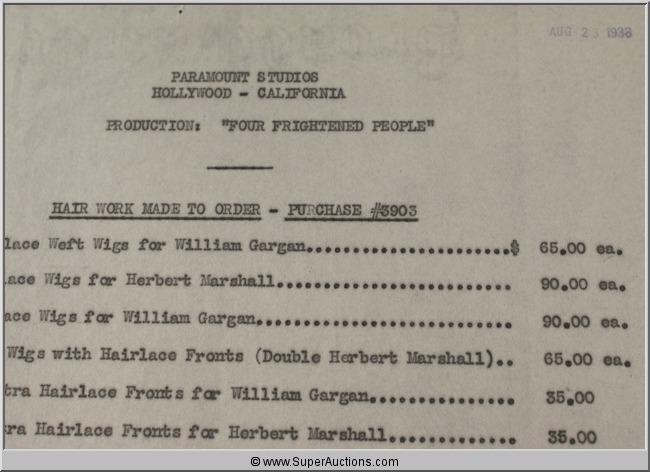 AUG 2 1933
PARAMOUNT STUDIOS
HOLLYWOOD - CALIFORNIA
PRODUCTION: "FOUR FRIGHTENED PEOPLE"
HAIR WORK MADE TO ORDER - PURCHASE #3903
lace Weft Wigs for William Gargan.......................$ 65.00 ea.
ace Wigs for Herbert Marshall.......................... 90.00 ea.
ace Wigs for William Gargan............................ 90.00 ea.
Wigs with Hairlace Fronts (Double Herbert Marshall).. 65.00 ea.
tra Hairlace Fronts for William Gargan............... 35.00
tra Hairlace Fronts for Herbert Marshall............. 35.00
© www.SuperAuctions.com